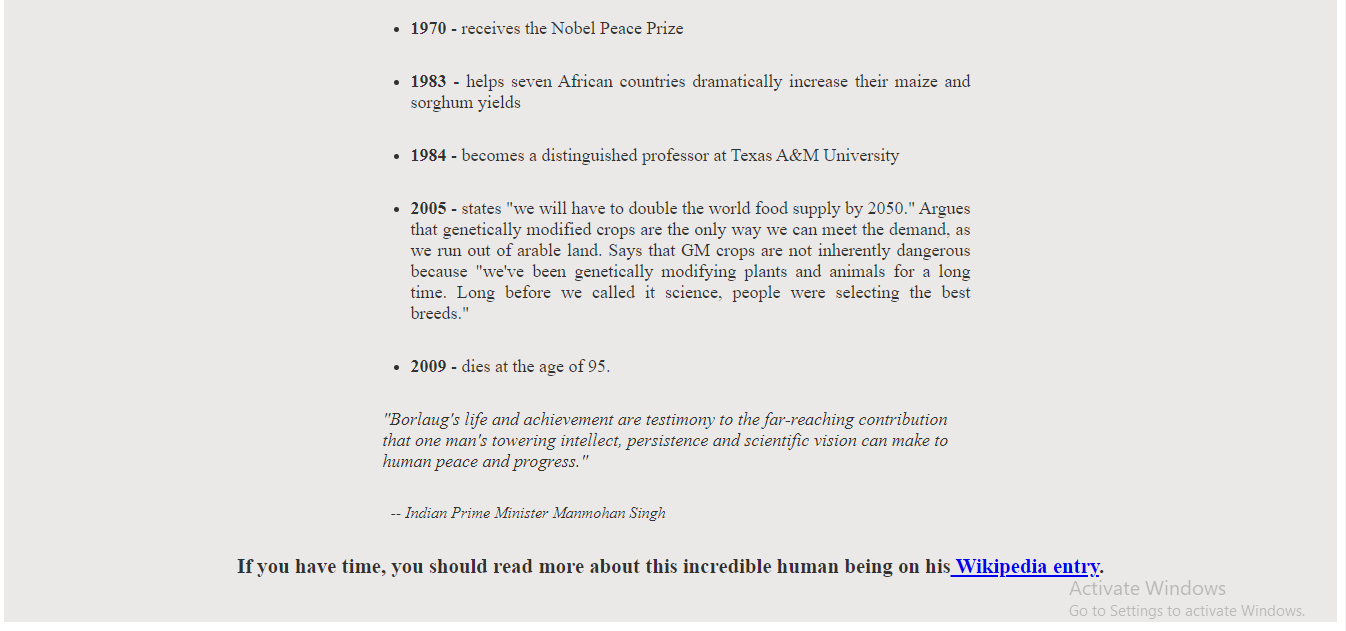 • 1970 - receives the Nobel Peace Prize
• 1983 - helps seven African countries dramatically increase their maize and
sorghum yields
• 1984 - becomes a distinguished professor at Texas A&M University
• 2005 - states "we will have to double the world food supply by 2050." Argues
that genetically modified crops are the only way we can meet the demand, as
we run out of arable land. Says that GM crops are not inherently dangerous
because "we've been genetically modifying plants and animals for a long
time. Long before we called it science, people were selecting the best
breeds."
• 2009 - dies at the age of 95.
"Borlaug's life and achievement are testimony to the far-reaching contribution
that one man's towering intellect, persistence and scientific vision can make to
human peace and progress."
-- Indian Prime Minister Manmohan Singh
If you have time, you should read more about this incredible human being on his Wikipedia entry.
Activate Windows
Go to Settings to activate Windows.